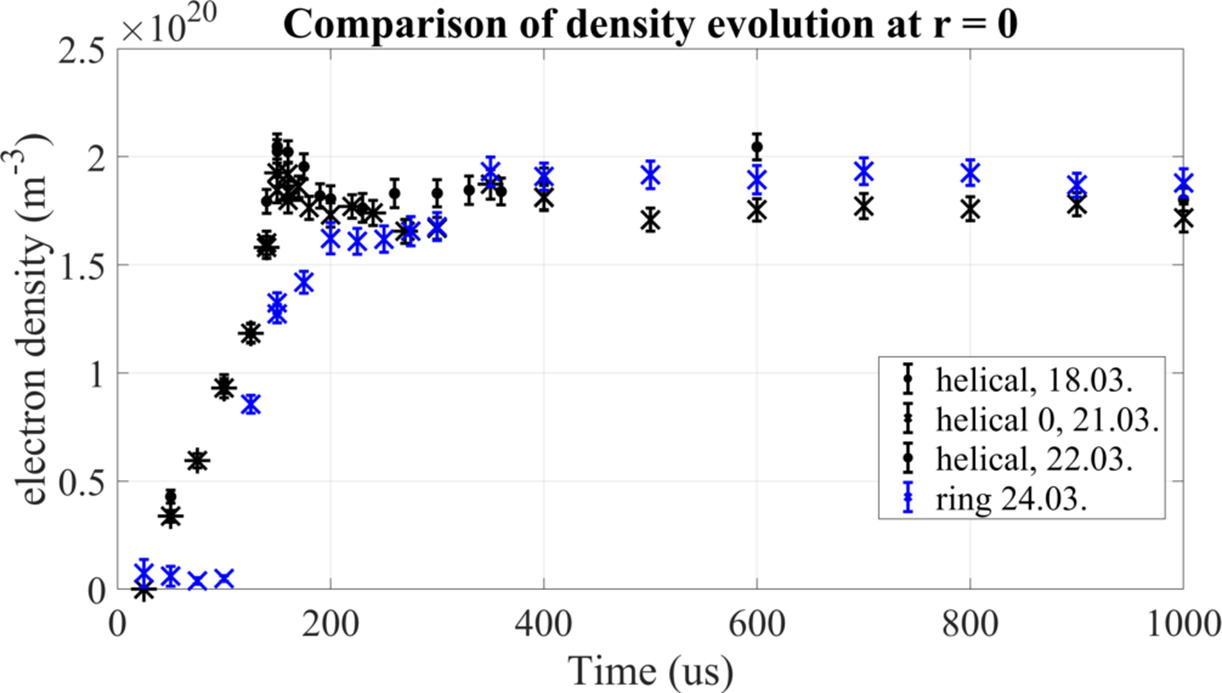 ×10^20
Comparison of density evolution at r = 0
2.5
2
1.5
1
0.5
0
electron density (m^-3)
0 200 400 600 800 1000
Time (us)
helical, 18.03.
helical 0, 21.03.
helical, 22.03.
ring 24.03.